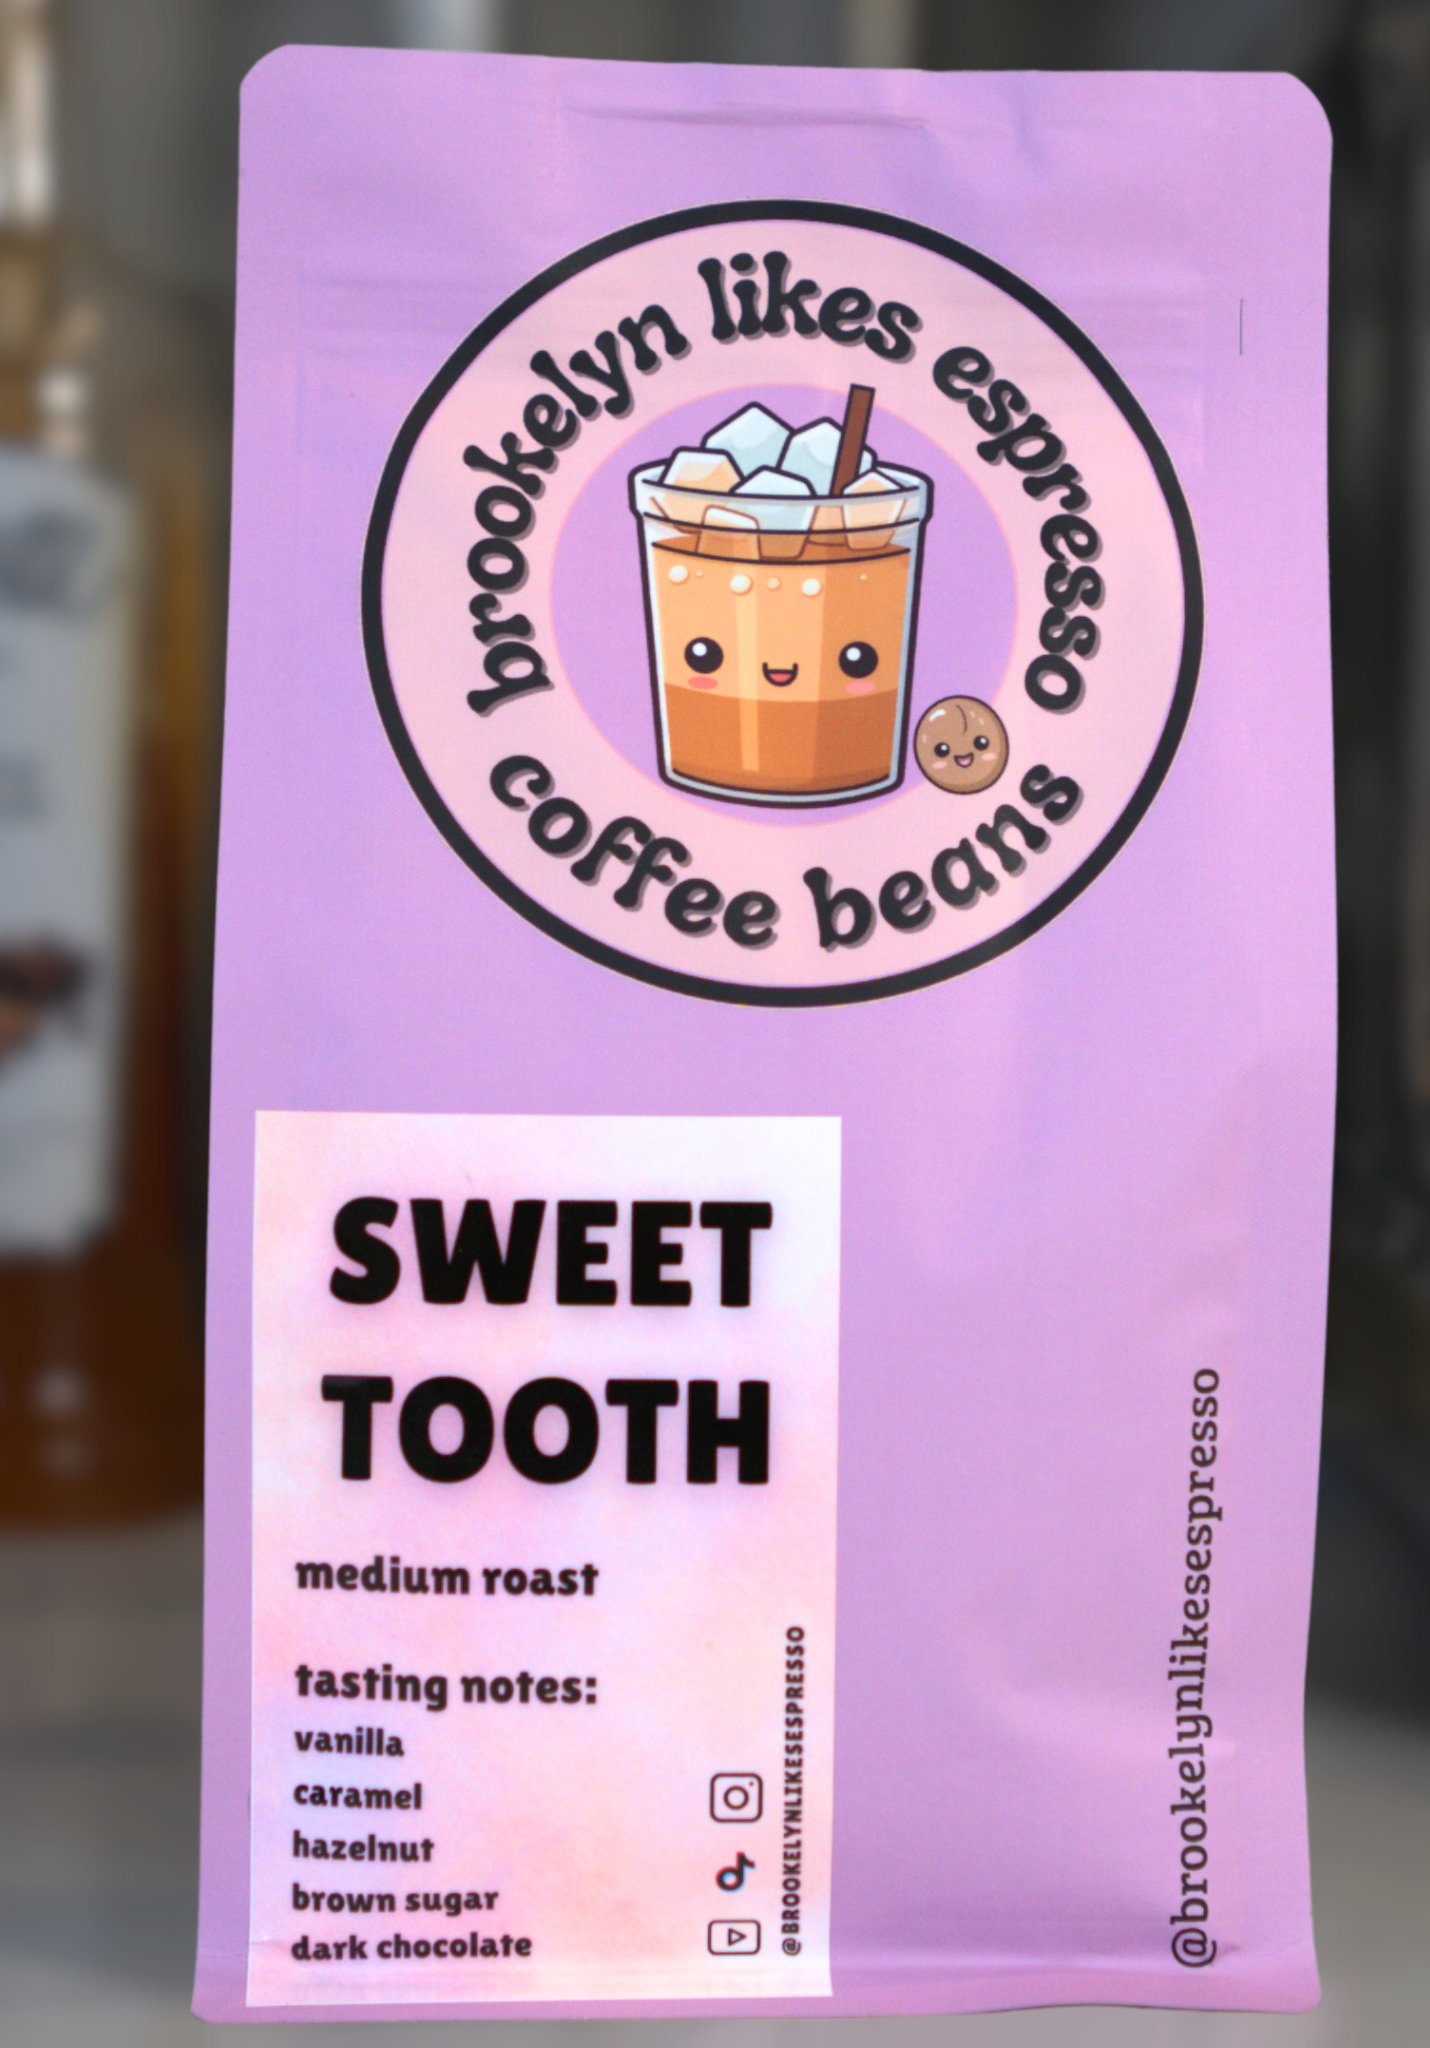 brookelyn likes espresso
coffee beans
SWEET
TOOTH
medium roast
tasting notes:
vanilla
caramel
hazelnut
brown sugar
dark chocolate
@BROOKELYNLIKESESPRESSO
@brookelynlikesespresso